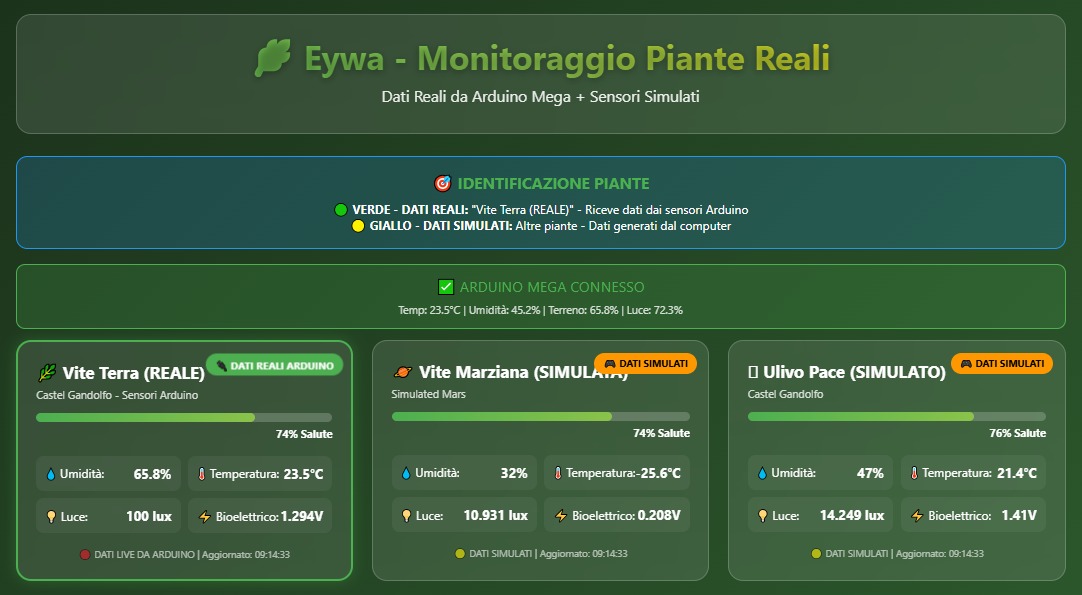 Eywa - Monitoraggio Piante Reali
Dati Reali da Arduino Mega + Sensori Simulati
IDENTIFICAZIONE PIANTE
VERDE - DATI REALI: "Vite Terra (REALE)" - Riceve dati dai sensori Arduino
GIALLO - DATI SIMULATI: Altre piante - Dati generati dal computer
ARDUINO MEGA CONNESSO
Temp: 23.5°C | Umidità: 45.2% | Terreno: 65.8% | Luce: 72.3%
DATI REALI ARDUINO
Vite Terra (REALE)
Castel Gandolfo - Sensori Arduino
74% Salute
Umidità: 65.8%
Temperatura: 23.5°C
Luce: 100 lux
Bioelettrico: 1.294V
DATI LIVE DA ARDUINO | Aggiornato: 09:14:33
DATI SIMULATI
Vite Marziana (SIMULATA)
Simulated Mars
74% Salute
Umidità: 32%
Temperatura: -25.6°C
Luce: 10.931 lux
Bioelettrico: 0.208V
DATI SIMULATI | Aggiornato: 09:14:33
DATI SIMULATI
Ulivo Pace (SIMULATO)
Castel Gandolfo
76% Salute
Umidità: 47%
Temperatura: 21.4°C
Luce: 14.249 lux
Bioelettrico: 1.41V
DATI SIMULATI | Aggiornato: 09:14:33